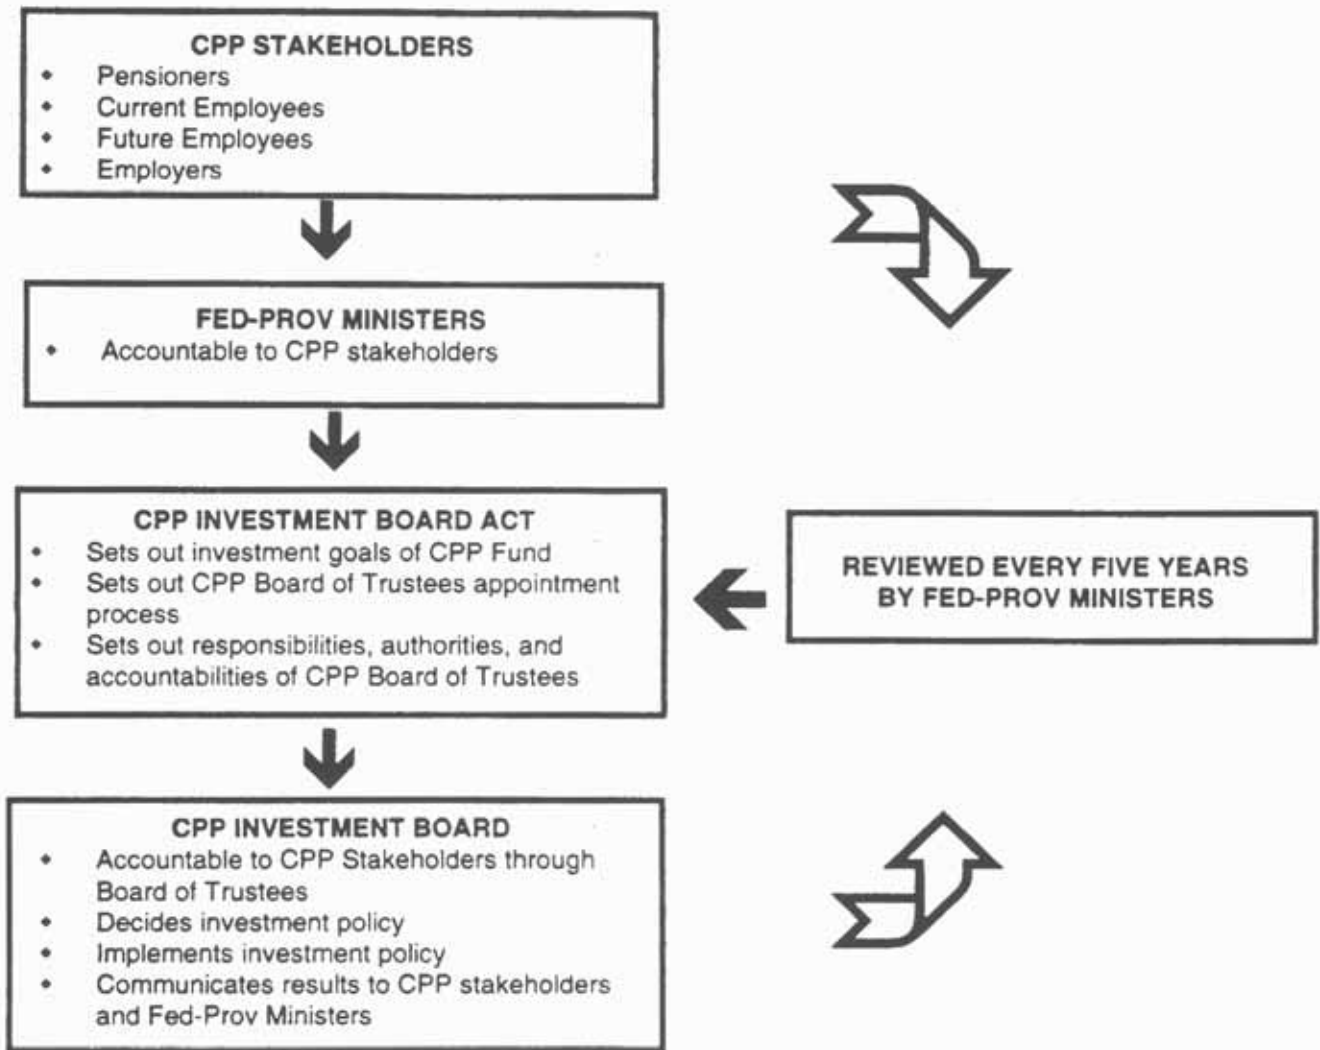 CPP STAKEHOLDERS
• Pensioners
• Current Employees
• Future Employees
• Employers
FED-PROV MINISTERS
• Accountable to CPP stakeholders
CPP INVESTMENT BOARD ACT
• Sets out investment goals of CPP Fund
• Sets out CPP Board of Trustees appointment
process
• Sets out responsibilities, authorities, and
accountabilities of CPP Board of Trustees
REVIEWED EVERY FIVE YEARS
BY FED-PROV MINISTERS
CPP INVESTMENT BOARD
• Accountable to CPP Stakeholders through
Board of Trustees
• Decides investment policy
• Implements investment policy
• Communicates results to CPP stakeholders
and Fed-Prov Ministers